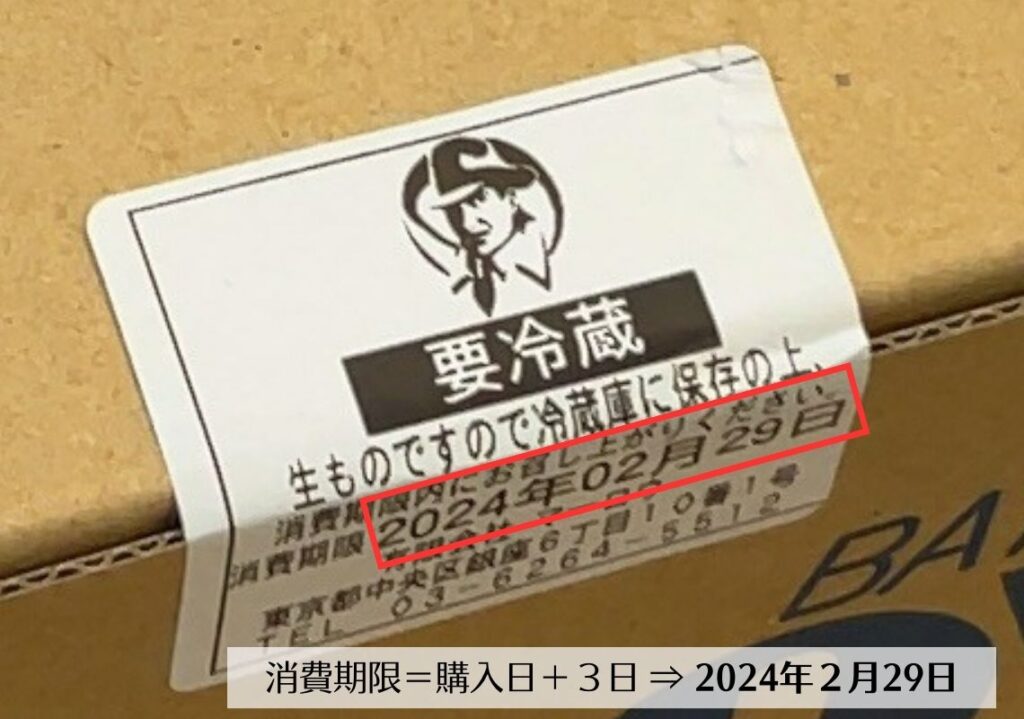 要冷蔵
生ものですので冷蔵庫に保存の上、
消費期限内にお召し上がりください。
消費期限 2024年02月29日
東京都中央区銀座6丁目10番1号
TEL 03-6264-5512
BA
消費期限=購入日+3日 ⇒ 2024年2月29日